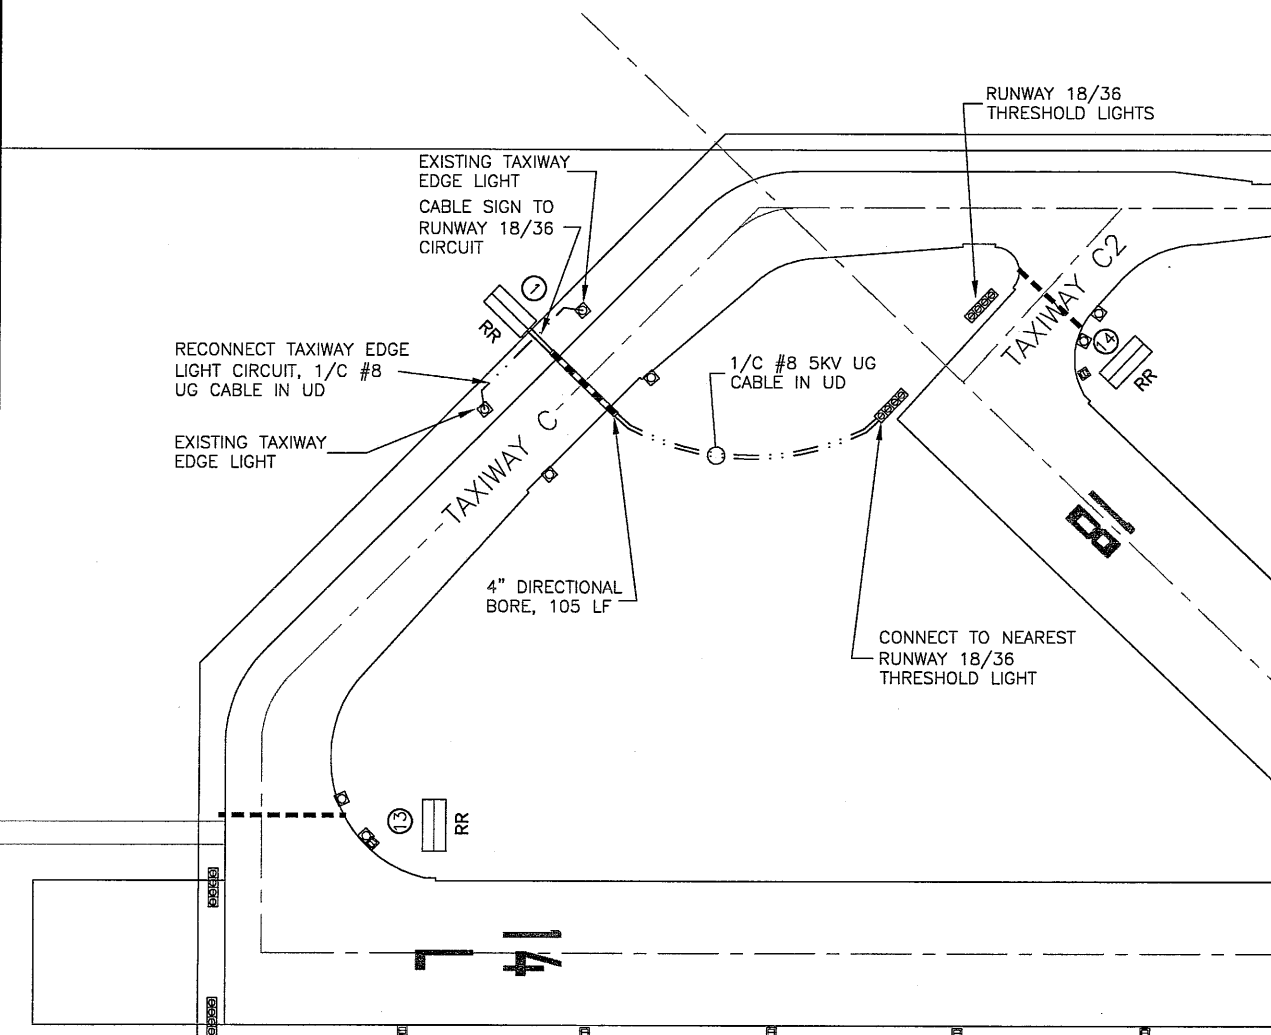 RUNWAY 18/36
THRESHOLD LIGHTS
EXISTING TAXIWAY
EDGE LIGHT
CABLE SIGN TO
RUNWAY 18/36
CIRCUIT
1
RR
TAXIWAY C2
14
RR
RECONNECT TAXIWAY EDGE
LIGHT CIRCUIT, 1/C #8
UG CABLE IN UD
1/C #8 5KV UG
CABLE IN UD
EXISTING TAXIWAY
EDGE LIGHT
TAXIWAY C
18
4" DIRECTIONAL
BORE, 105 LF
CONNECT TO NEAREST
RUNWAY 18/36
THRESHOLD LIGHT
13
RR
L
14